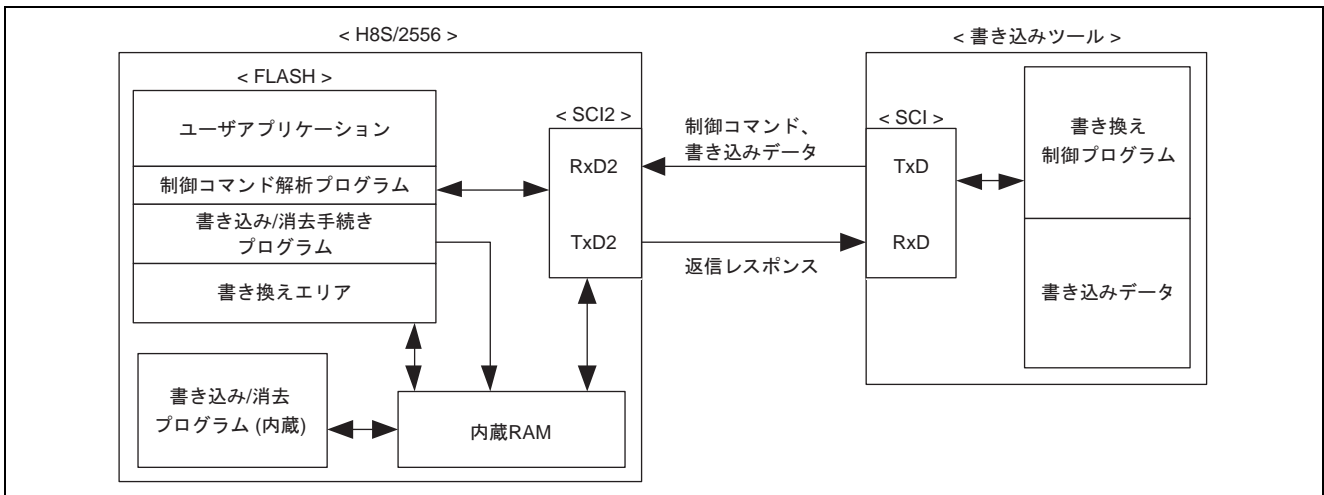 < H8S/2556 >
< FLASH >
ユーザアプリケーション
制御コマンド解析プログラム
書き込み/消去手続き
プログラム
書き換えエリア
書き込み/消去
プログラム (内蔵)
内蔵RAM
< SCI2 >
RxD2
TxD2
制御コマンド、
書き込みデータ
返信レスポンス
< 書き込みツール >
< SCI >
TxD
RxD
書き換え
制御プログラム
書き込みデータ